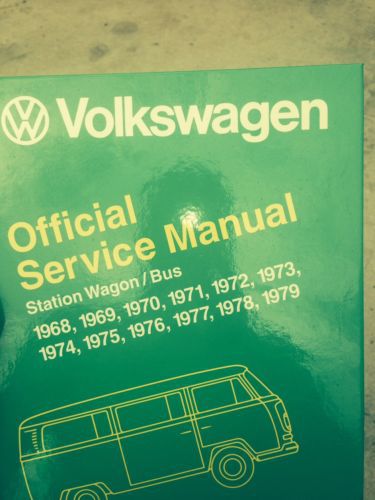 Volkswagen
Official
Service Manual
Station Wagon/Bus
1968, 1969, 1970, 1971, 1972, 1973,
1974, 1975, 1976, 1977, 1978, 1979